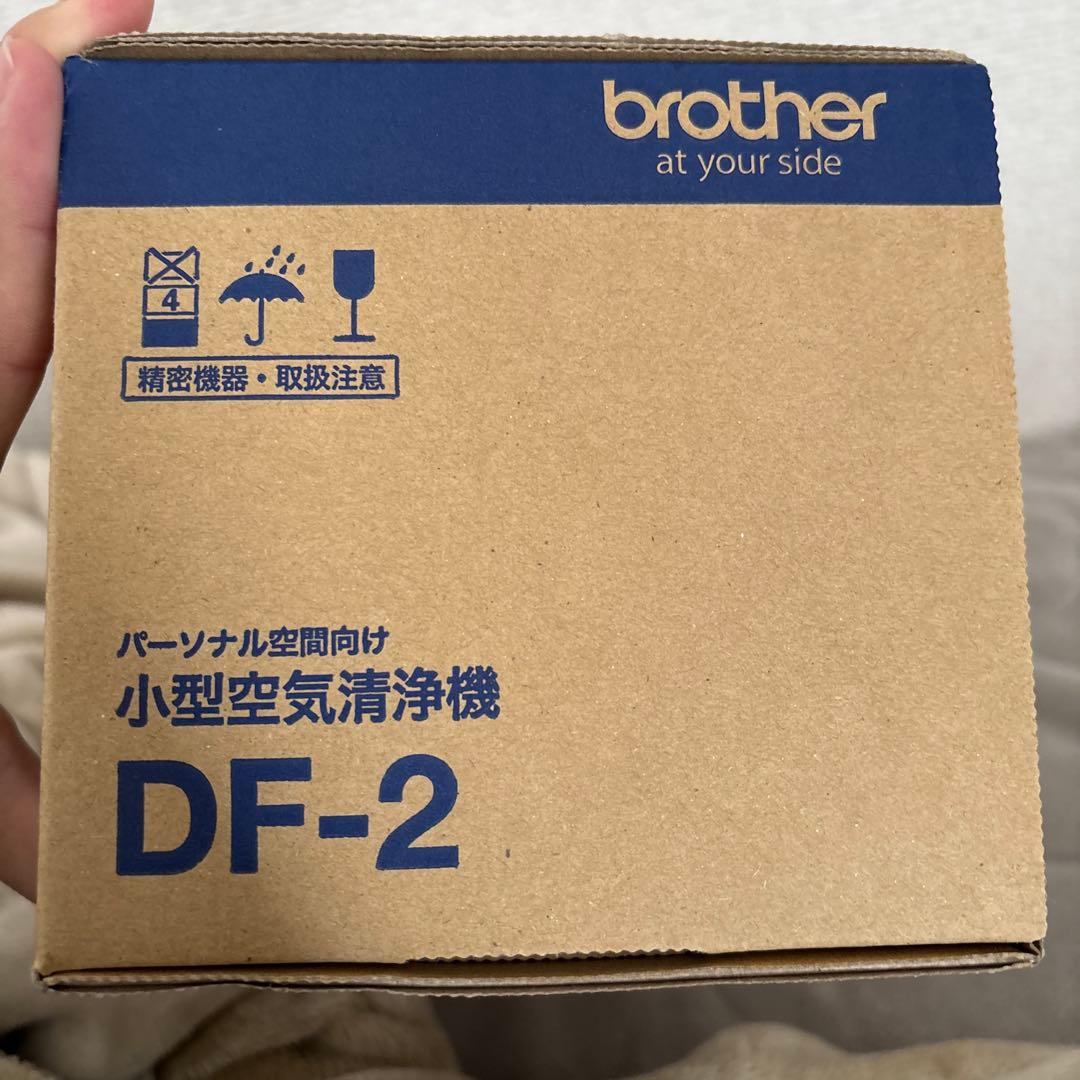 brother
at your side
4
精密機器・取扱注意
パーソナル空間向け
小型空気清浄機
DF-2